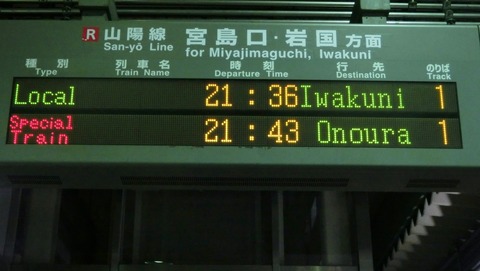 R 山陽線 宮島口・岩国 方面
San-yō Line for Miyajimaguchi, Iwakuni
種別 列車名 時刻 行先 のりば
Type Train Name Departure Time Destination Track
Local 21:36 Iwakuni 1
Special Train 21:43 Onoura 1